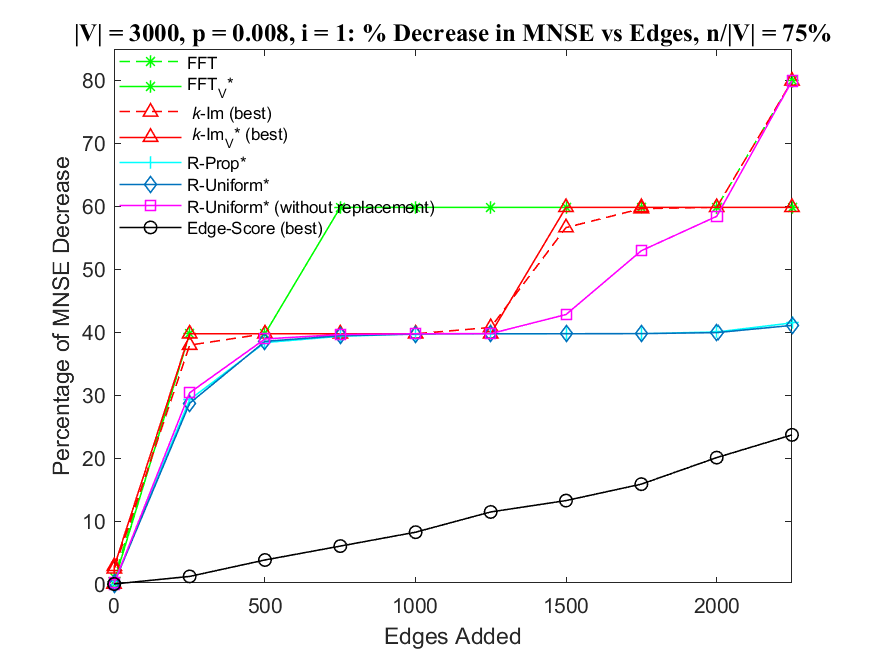 |V| = 3000, p = 0.008, i = 1: % Decrease in MNSE vs Edges, n/|V| = 75%
FFT
FFT_V*
k-Im (best)
k-Im_V* (best)
R-Prop*
R-Uniform*
R-Uniform* (without replacement)
Edge-Score (best)
Percentage of MNSE Decrease
80
70
60
50
40
30
20
10
0
0 500 1000 1500 2000
Edges Added